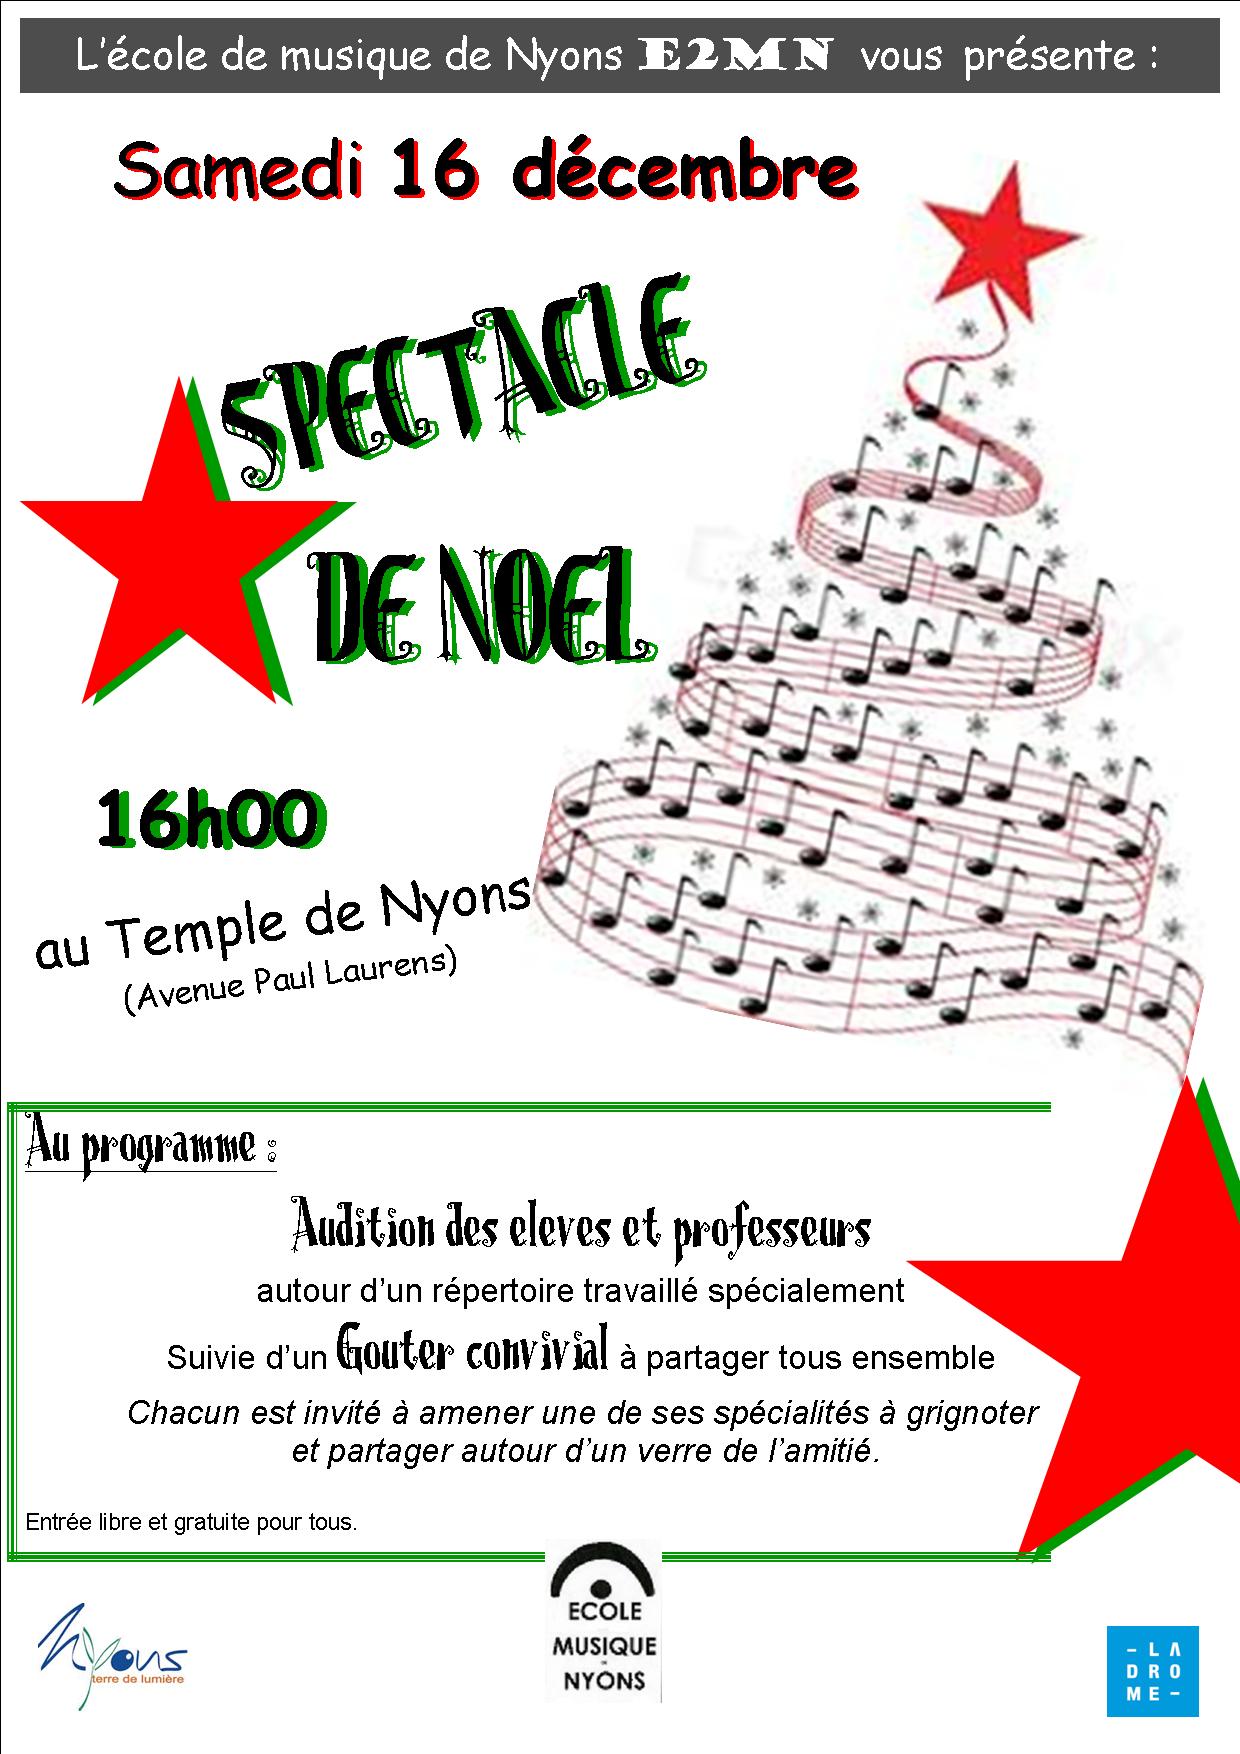 L'école de musique de Nyons E2MN vous présente :
Samedi 16 décembre
SPECTACLE
DE NOEL
16h00
au Temple de Nyons
(Avenue Paul Laurens)
Au programme :
Audition des eleves et professeurs
autour d'un répertoire travaillé spécialement
Suivie d'un Gouter convivial à partager tous ensemble
Chacun est invité à amener une de ses spécialités à grignoter
et partager autour d'un verre de l'amitié.
Entrée libre et gratuite pour tous.
Nyons
terre de lumière
ECOLE
MUSIQUE
NYONS
– L A
D R O
M E –